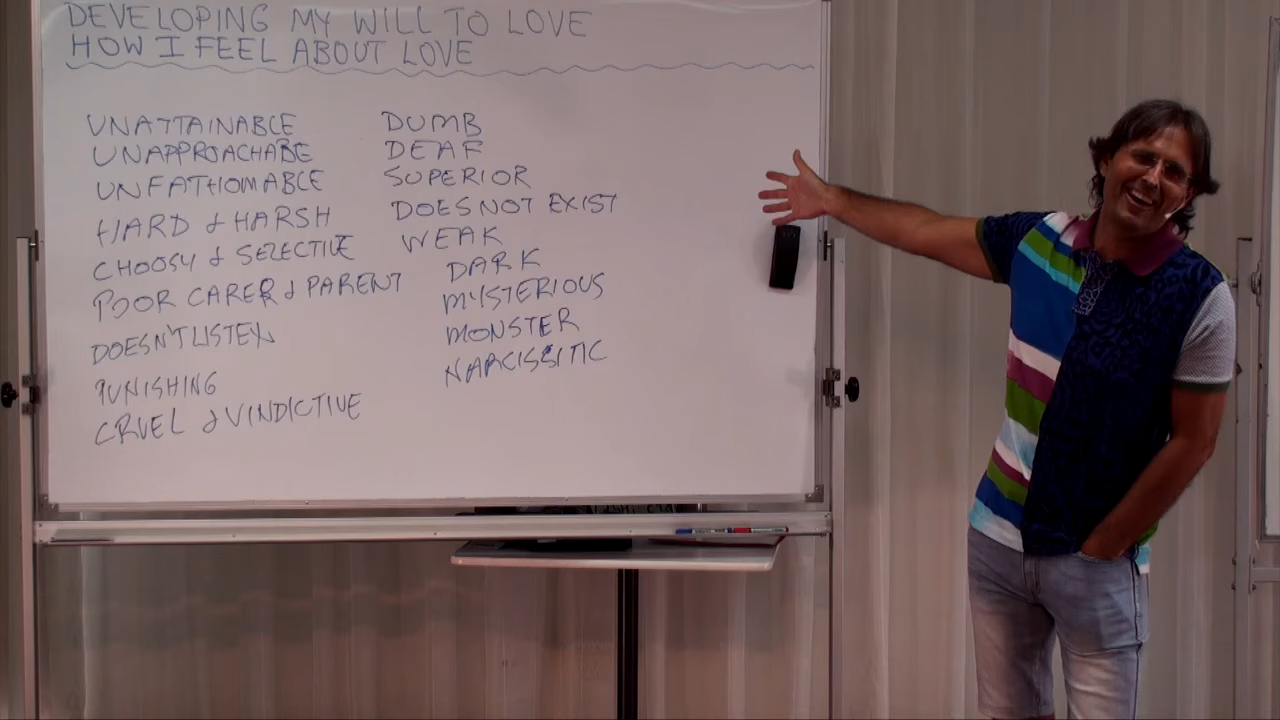 DEVELOPING MY WILL TO LOVE
HOW I FEEL ABOUT LOVE
UNATTAINABLE
UNAPPROACHABE
UNFATHOMABLE
HARD & HARSH
CHOOSY & SELECTIVE
POOR CARER & PARENT
DOESN'T LISTEN
PUNISHING
CRUEL & VINDICTIVE
DUMB
DEAF
SUPERIOR
DOES NOT EXIST
WEAK
DARK
MYSTERIOUS
MONSTER
NARCISSITIC